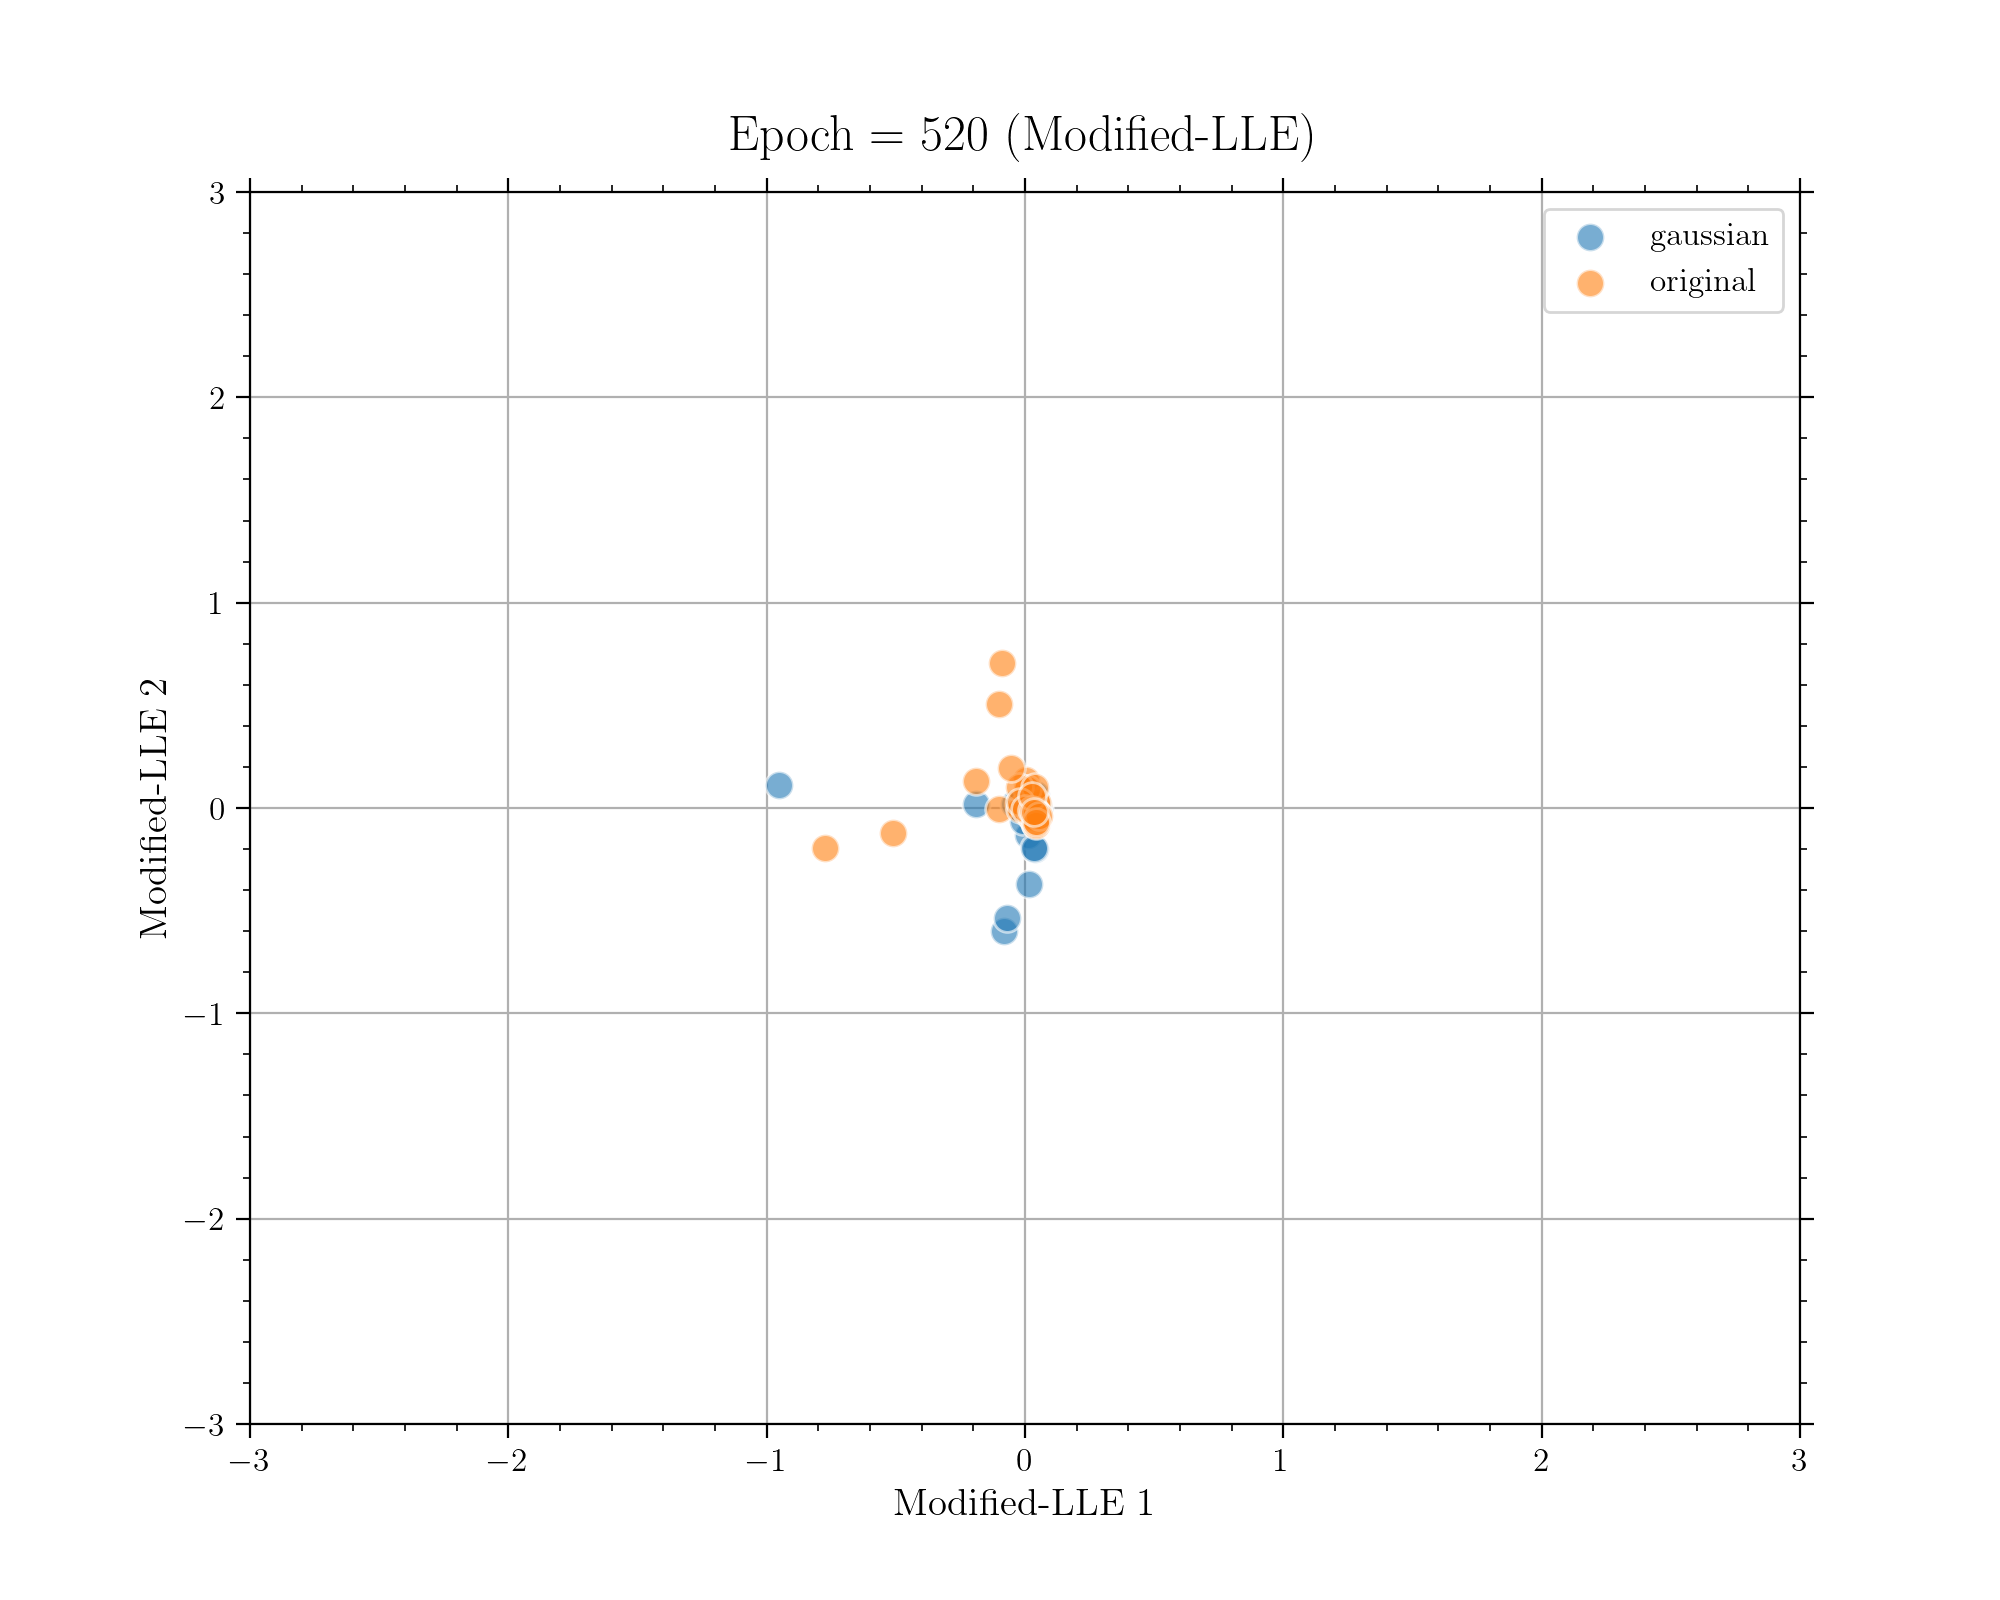 Epoch = 520 (Modified-LLE)
gaussian
original
3
2
1
0
−1
−2
−3
Modified-LLE 2
−3
−2
−1
0
1
2
3
Modified-LLE 1